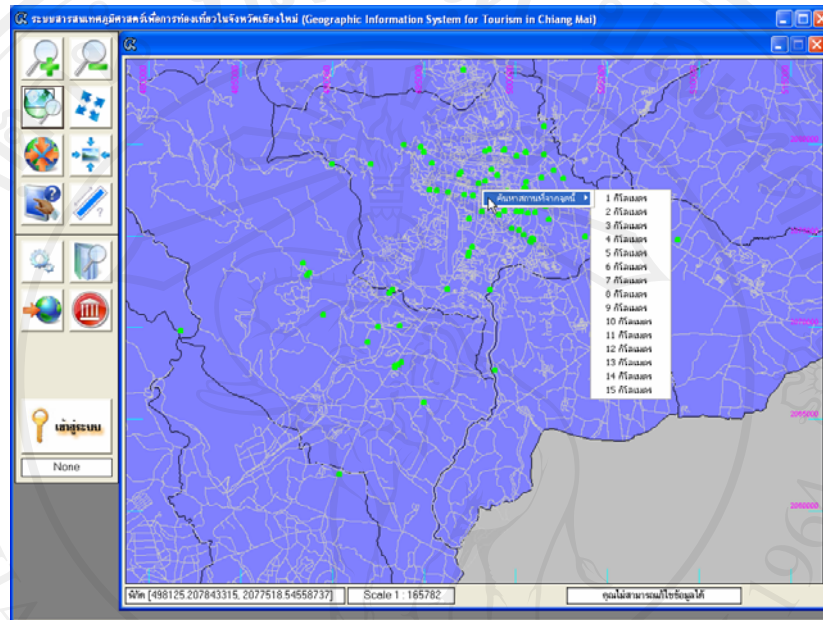 ระบบสารสนเทศภูมิศาสตร์เพื่อการท่องเที่ยวในจังหวัดเชียงใหม่ (Geographic Information System for Tourism in Chiang Mai)
ค้นหาสถานที่จากจุดนี้
1 กิโลเมตร
2 กิโลเมตร
3 กิโลเมตร
4 กิโลเมตร
5 กิโลเมตร
6 กิโลเมตร
7 กิโลเมตร
8 กิโลเมตร
9 กิโลเมตร
10 กิโลเมตร
11 กิโลเมตร
12 กิโลเมตร
13 กิโลเมตร
14 กิโลเมตร
15 กิโลเมตร
เข้าสู่ระบบ
None
พิกัด [498125.207843315, 2077518.54558737]
Scale 1 : 165782
คุณไม่สามารถแก้ไขข้อมูลได้